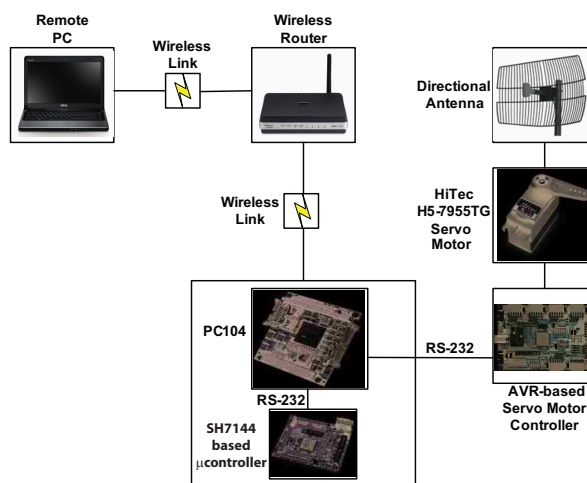 Remote
PC
Wireless
Link
Wireless
Router
Directional
Antenna
Wireless
Link
HiTec
H5-7955TG
Servo
Motor
PC104
RS-232
RS-232
SH7144
based
μcontroller
AVR-based
Servo Motor
Controller